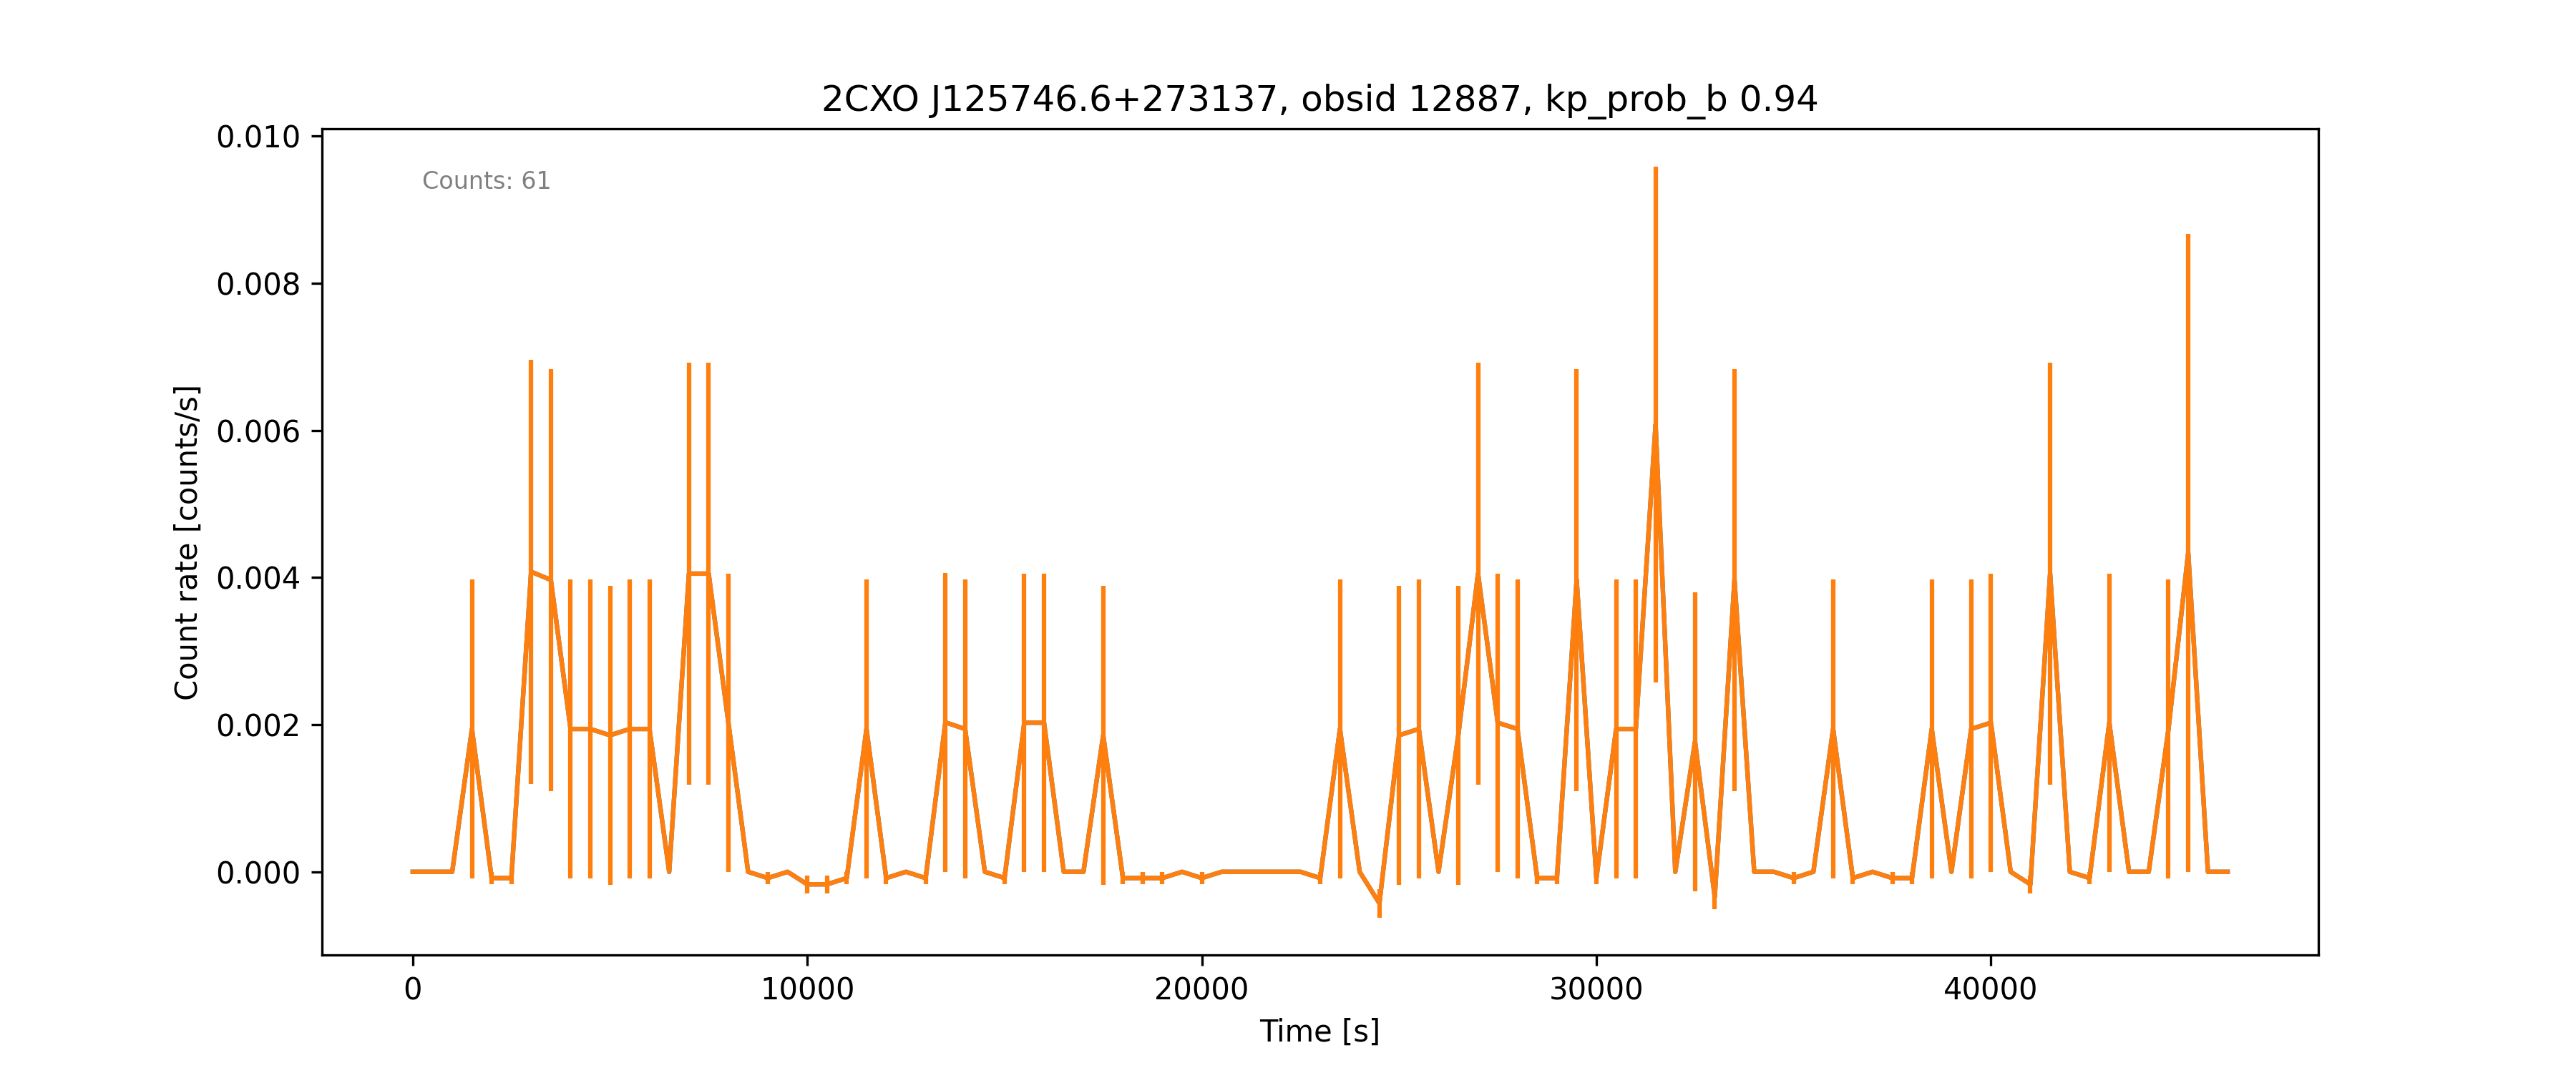 2CXO J125746.6+273137, obsid 12887, kp_prob_b 0.94
Counts: 61
0.010
0.008
0.006
0.004
0.002
0.000
Count rate [counts/s]
0 10000 20000 30000 40000
Time [s]